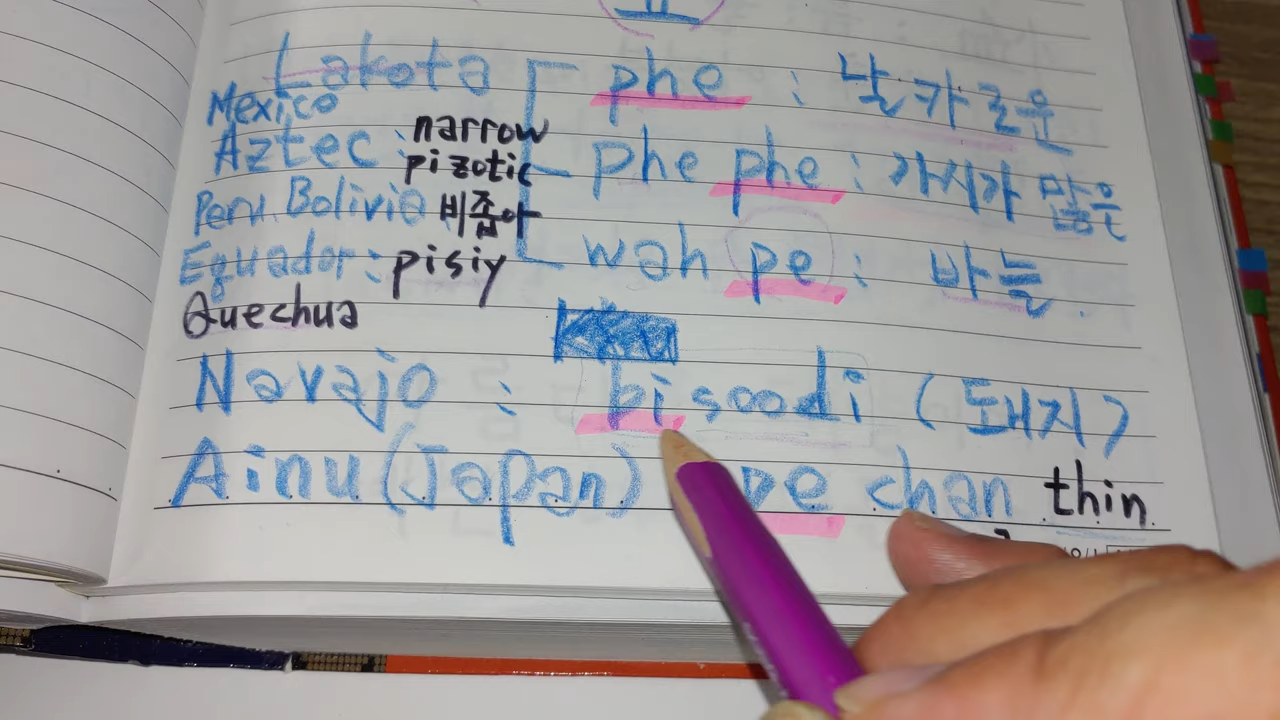 Lakota phe : 날카로운
Mexico
Aztec : narrow
pizotic phe phe : 가시가 많은
Peru Bolivia 비좁아
Equador : pisiy wah pe : 바늘.
Quechua
Navajo : bisoodi (돼지)
Ainu (Japan) pe chan thin